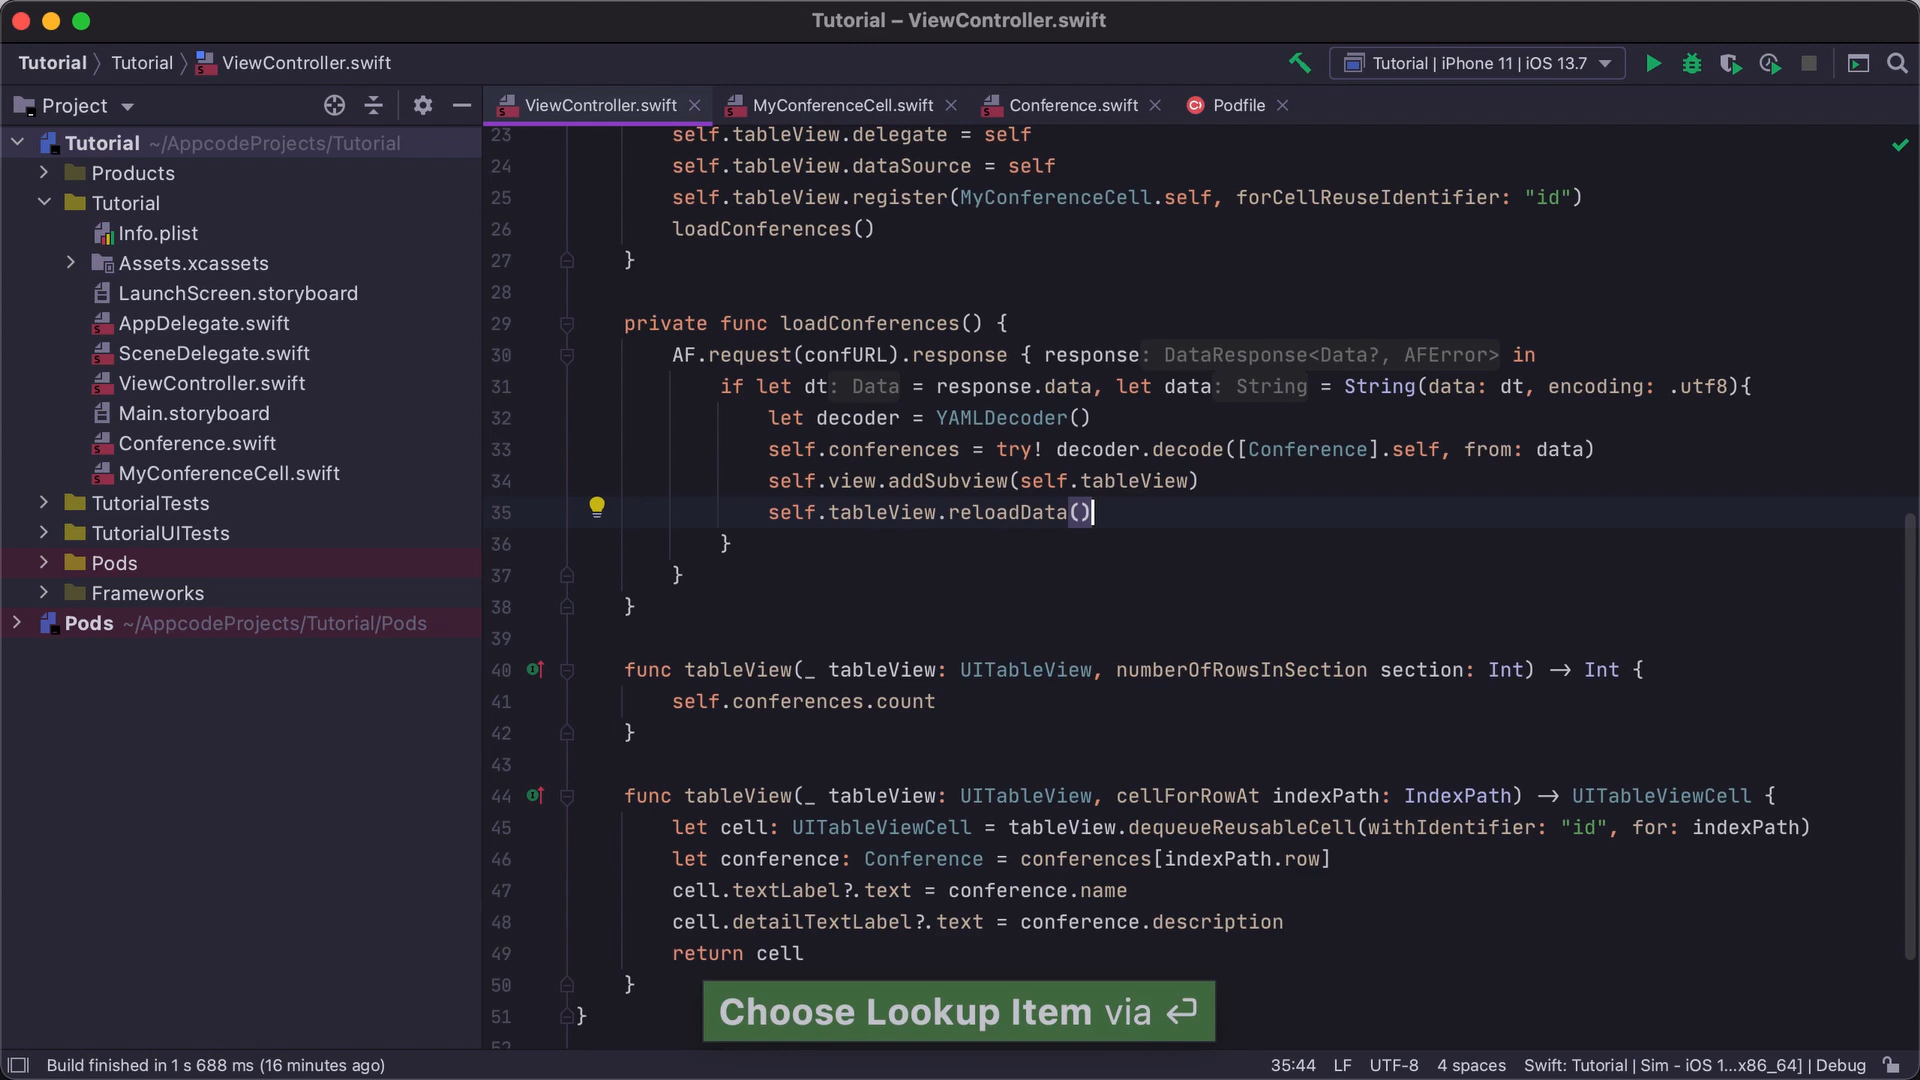 Tutorial – ViewController.swift
Tutorial Tutorial ViewController.swift
Tutorial | iPhone 11 | iOS 13.7
Project
ViewController.swift
MyConferenceCell.swift
Conference.swift
Podfile
Tutorial ~/AppcodeProjects/Tutorial
Products
Tutorial
Info.plist
Assets.xcassets
LaunchScreen.storyboard
AppDelegate.swift
SceneDelegate.swift
ViewController.swift
Main.storyboard
Conference.swift
MyConferenceCell.swift
TutorialTests
TutorialUITests
Pods
Frameworks
Pods ~/AppcodeProjects/Tutorial/Pods
23 self.tableView.delegate = self
24 self.tableView.dataSource = self
25 self.tableView.register(MyConferenceCell.self, forCellReuseIdentifier: "id")
26 loadConferences()
27 }
28
29 private func loadConferences() {
30 AF.request(confURL).response { response: DataResponse<Data?, AFError> in
31 if let dt: Data = response.data, let data: String = String(data: dt, encoding: .utf8){
32 let decoder = YAMLDecoder()
33 self.conferences = try! decoder.decode([Conference].self, from: data)
34 self.view.addSubview(self.tableView)
35 self.tableView.reloadData()
36 }
37 }
38 }
39
40 func tableView(_ tableView: UITableView, numberOfRowsInSection section: Int) -> Int {
41 self.conferences.count
42 }
43
44 func tableView(_ tableView: UITableView, cellForRowAt indexPath: IndexPath) -> UITableViewCell {
45 let cell: UITableViewCell = tableView.dequeueReusableCell(withIdentifier: "id", for: indexPath)
46 let conference: Conference = conferences[indexPath.row]
47 cell.textLabel?.text = conference.name
48 cell.detailTextLabel?.text = conference.description
49 return cell
50 }
51 }
52
Choose Lookup Item via ⏎
Build finished in 1 s 688 ms (16 minutes ago)
35:44 LF UTF-8 4 spaces Swift: Tutorial | Sim - iOS 1...x86_64] | Debug